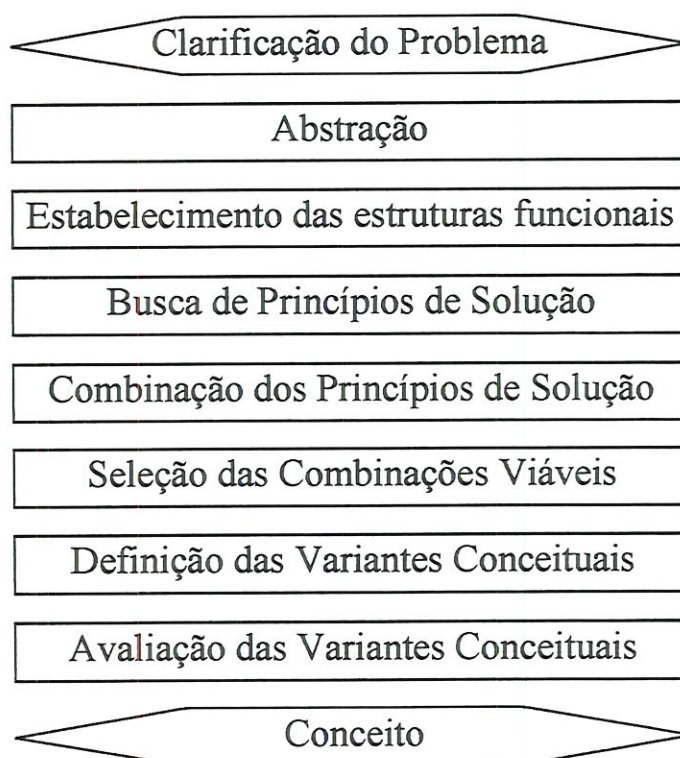 Clarificação do Problema
Abstração
Estabelecimento das estruturas funcionais
Busca de Princípios de Solução
Combinação dos Princípios de Solução
Seleção das Combinações Viáveis
Definição das Variantes Conceituais
Avaliação das Variantes Conceituais
Conceito